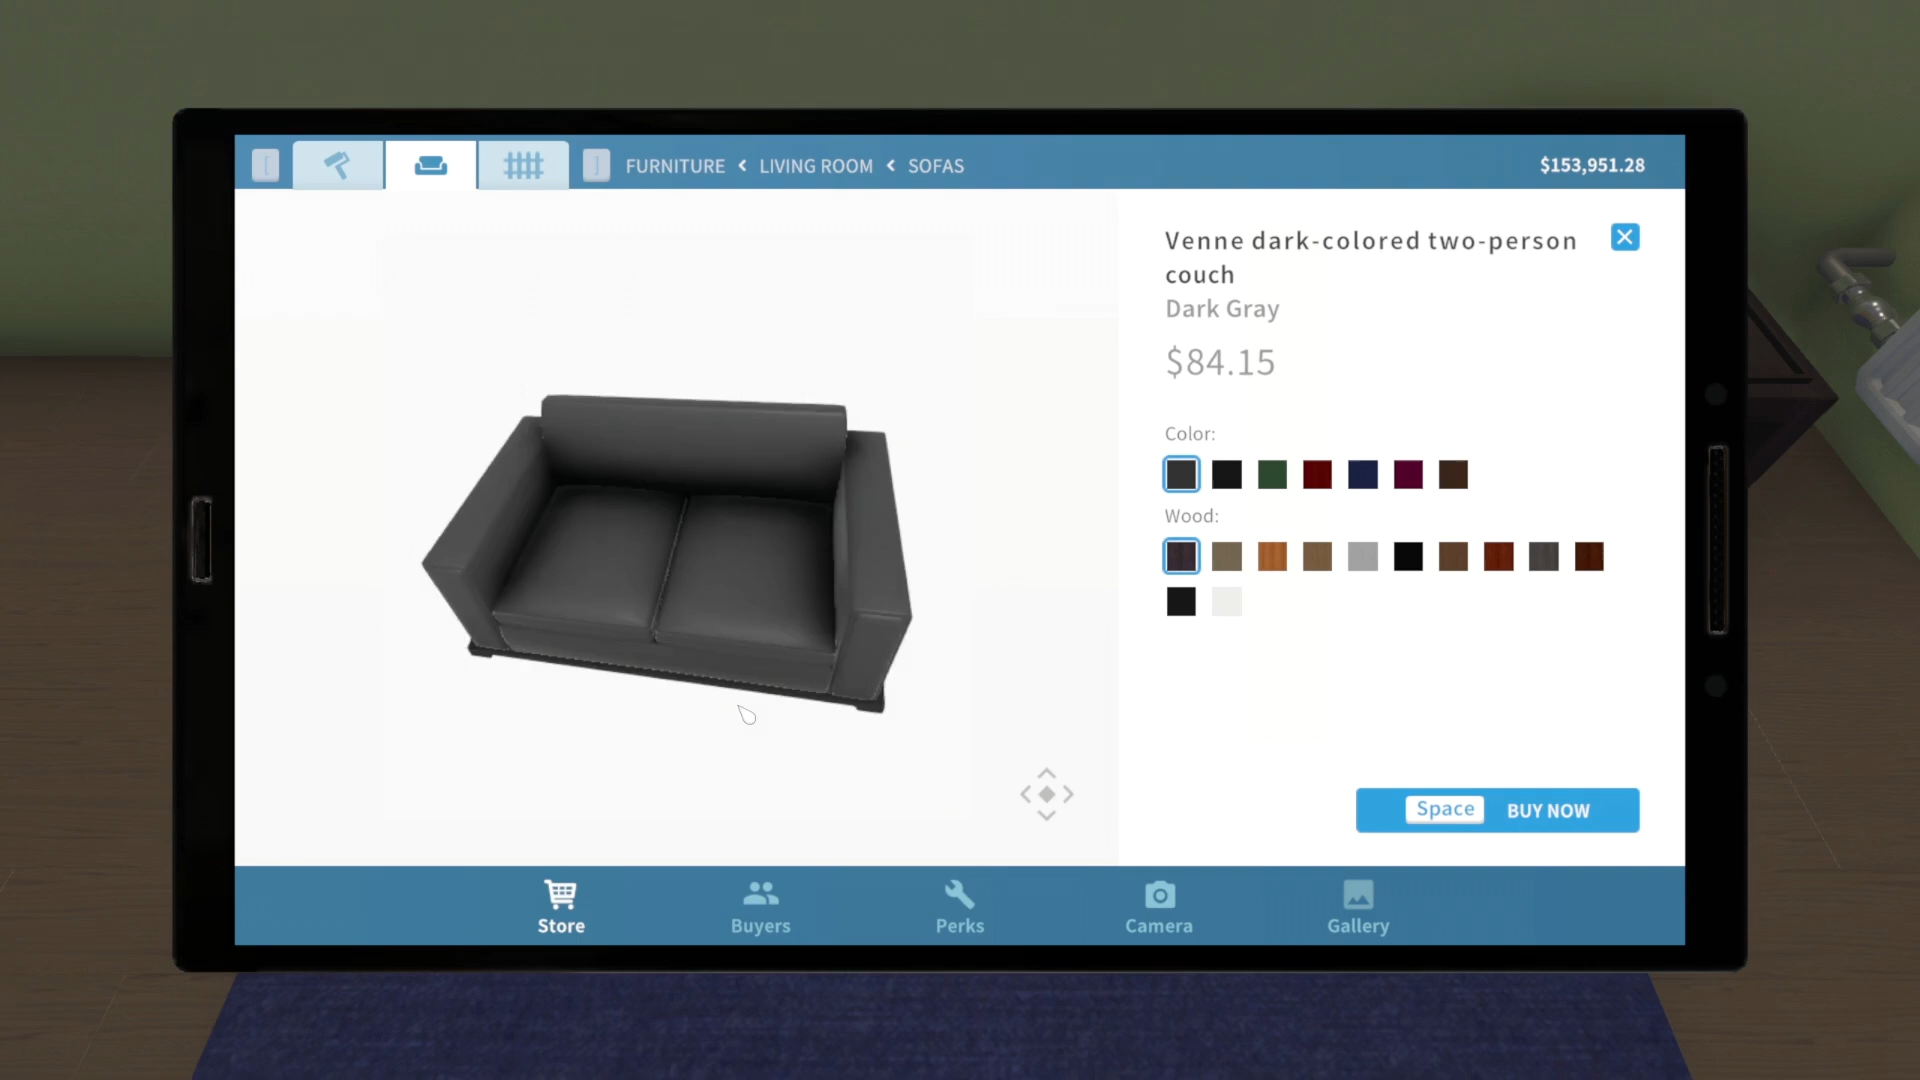 [ ] FURNITURE < LIVING ROOM < SOFAS $153,951.28
Venne dark-colored two-person
couch
Dark Gray
$84.15
Color:
Wood:
Space BUY NOW
Store Buyers Perks Camera Gallery